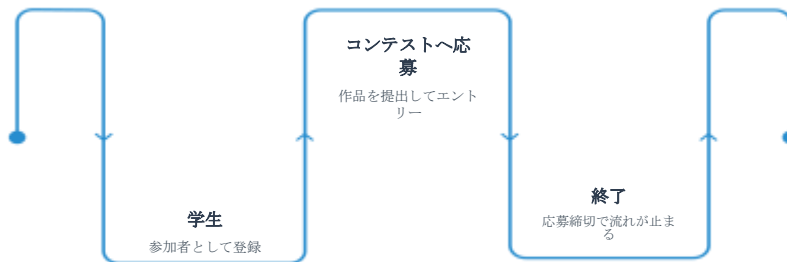 学生
参加者として登録
コンテストへ応
募
作品を提出してエント
リー
終了
応募締切で流れが止ま
る